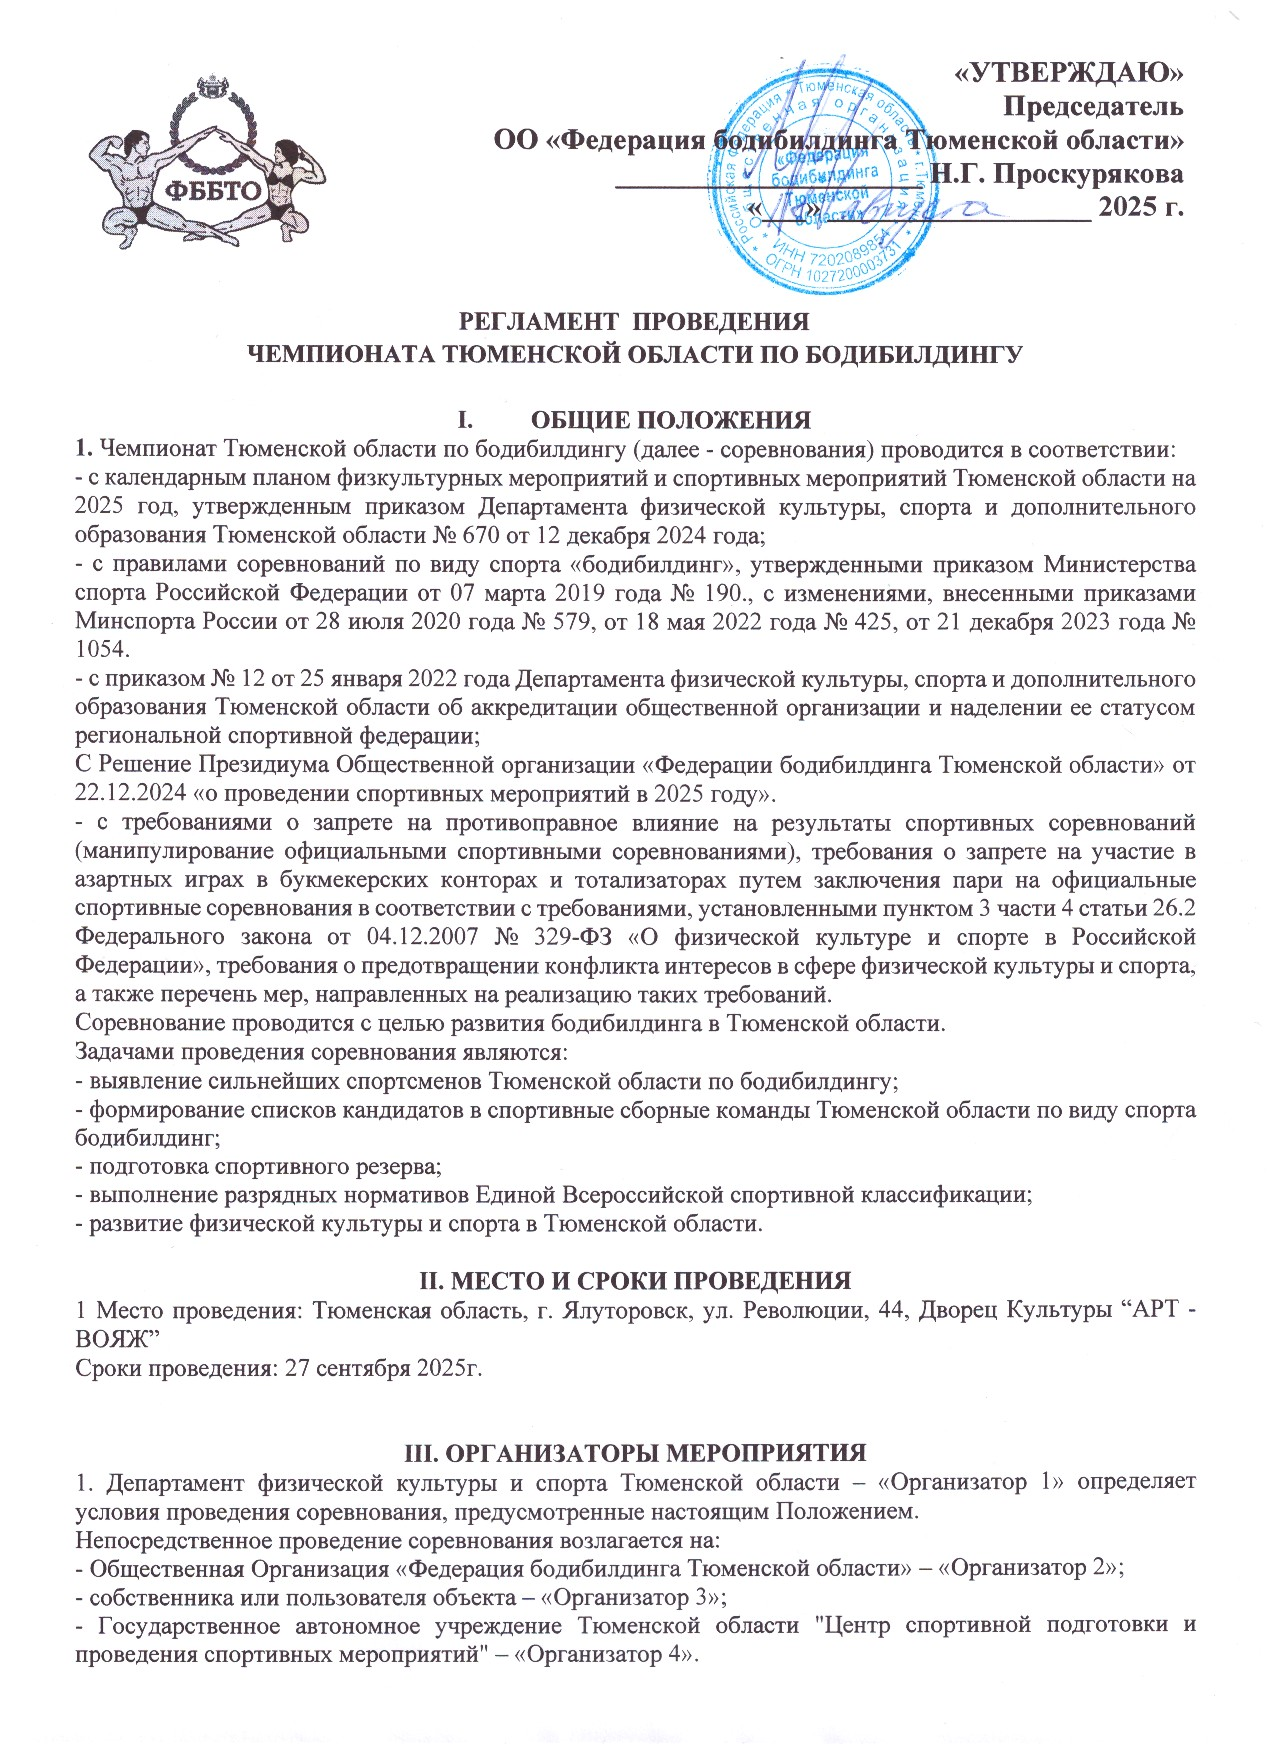 «УТВЕРЖДАЮ»
Председатель
ОО «Федерация бодибилдинга Тюменской области»
Н.Г. Проскурякова
« » августа 2025 г.
ФББТО
«Федерация
бодибилдинга
Тюменской
области»
ИНН 7202089854
ОГРН 1027200003731
РЕГЛАМЕНТ ПРОВЕДЕНИЯ
ЧЕМПИОНАТА ТЮМЕНСКОЙ ОБЛАСТИ ПО БОДИБИЛДИНГУ
I. ОБЩИЕ ПОЛОЖЕНИЯ
1. Чемпионат Тюменской области по бодибилдингу (далее - соревнования) проводится в соответствии:
- с календарным планом физкультурных мероприятий и спортивных мероприятий Тюменской области на
2025 год, утвержденным приказом Департамента физической культуры, спорта и дополнительного
образования Тюменской области № 670 от 12 декабря 2024 года;
- с правилами соревнований по виду спорта «бодибилдинг», утвержденными приказом Министерства
спорта Российской Федерации от 07 марта 2019 года № 190., с изменениями, внесенными приказами
Минспорта России от 28 июля 2020 года № 579, от 18 мая 2022 года № 425, от 21 декабря 2023 года №
1054.
- с приказом № 12 от 25 января 2022 года Департамента физической культуры, спорта и дополнительного
образования Тюменской области об аккредитации общественной организации и наделении ее статусом
региональной спортивной федерации;
С Решение Президиума Общественной организации «Федерации бодибилдинга Тюменской области» от
22.12.2024 «о проведении спортивных мероприятий в 2025 году».
- с требованиями о запрете на противоправное влияние на результаты спортивных соревнований
(манипулирование официальными спортивными соревнованиями), требования о запрете на участие в
азартных играх в букмекерских конторах и тотализаторах путем заключения пари на официальные
спортивные соревнования в соответствии с требованиями, установленными пунктом 3 части 4 статьи 26.2
Федерального закона от 04.12.2007 № 329-ФЗ «О физической культуре и спорте в Российской
Федерации», требования о предотвращении конфликта интересов в сфере физической культуры и спорта,
а также перечень мер, направленных на реализацию таких требований.
Соревнование проводится с целью развития бодибилдинга в Тюменской области.
Задачами проведения соревнования являются:
- выявление сильнейших спортсменов Тюменской области по бодибилдингу;
- формирование списков кандидатов в спортивные сборные команды Тюменской области по виду спорта
бодибилдинг;
- подготовка спортивного резерва;
- выполнение разрядных нормативов Единой Всероссийской спортивной классификации;
- развитие физической культуры и спорта в Тюменской области.
II. МЕСТО И СРОКИ ПРОВЕДЕНИЯ
1 Место проведения: Тюменская область, г. Ялуторовск, ул. Революции, 44, Дворец Культуры “АРТ -
ВОЯЖ”
Сроки проведения: 27 сентября 2025г.
III. ОРГАНИЗАТОРЫ МЕРОПРИЯТИЯ
1. Департамент физической культуры и спорта Тюменской области – «Организатор 1» определяет
условия проведения соревнования, предусмотренные настоящим Положением.
Непосредственное проведение соревнования возлагается на:
- Общественная Организация «Федерация бодибилдинга Тюменской области» – «Организатор 2»;
- собственника или пользователя объекта – «Организатор 3»;
- Государственное автономное учреждение Тюменской области "Центр спортивной подготовки и
проведения спортивных мероприятий" – «Организатор 4».